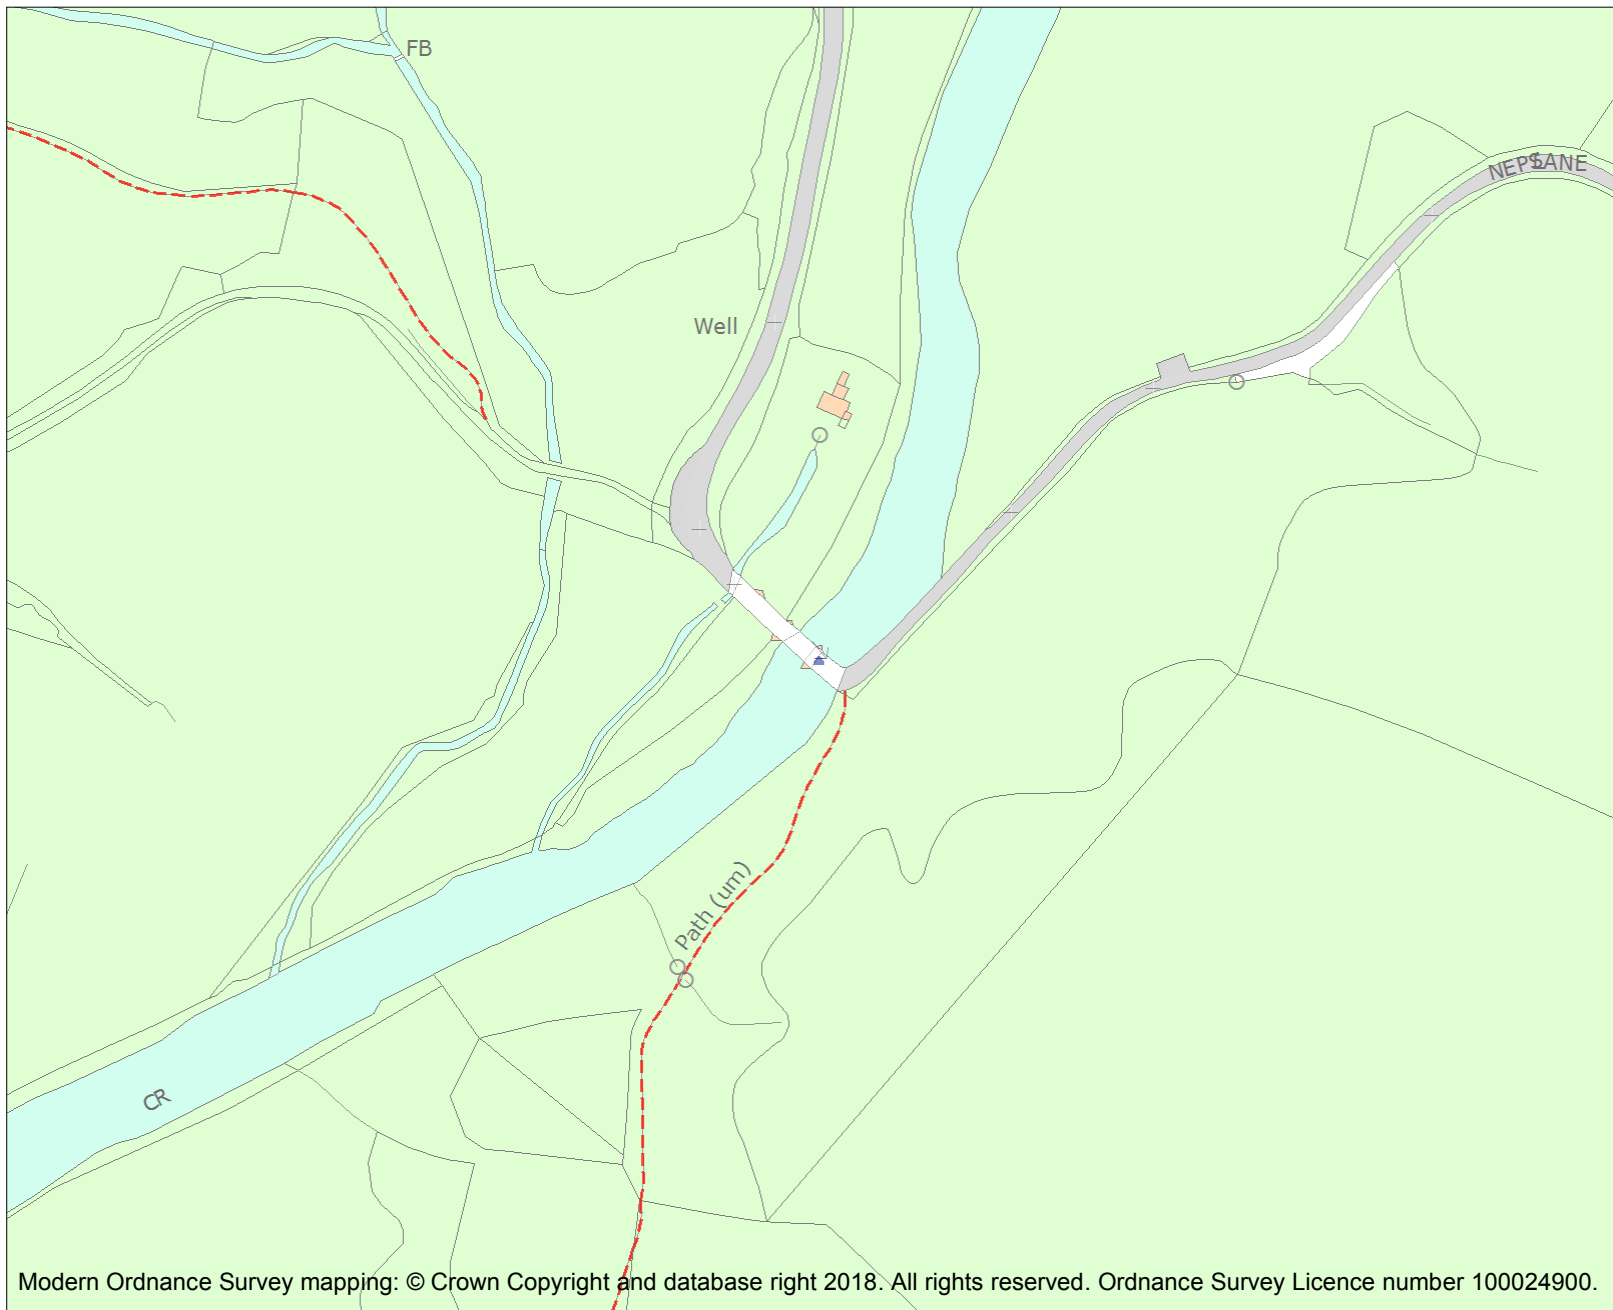 FB
NEPS LANE
Well
Path (um)
CR
Modern Ordnance Survey mapping: © Crown Copyright and database right 2018. All rights reserved. Ordnance Survey Licence number 100024900.